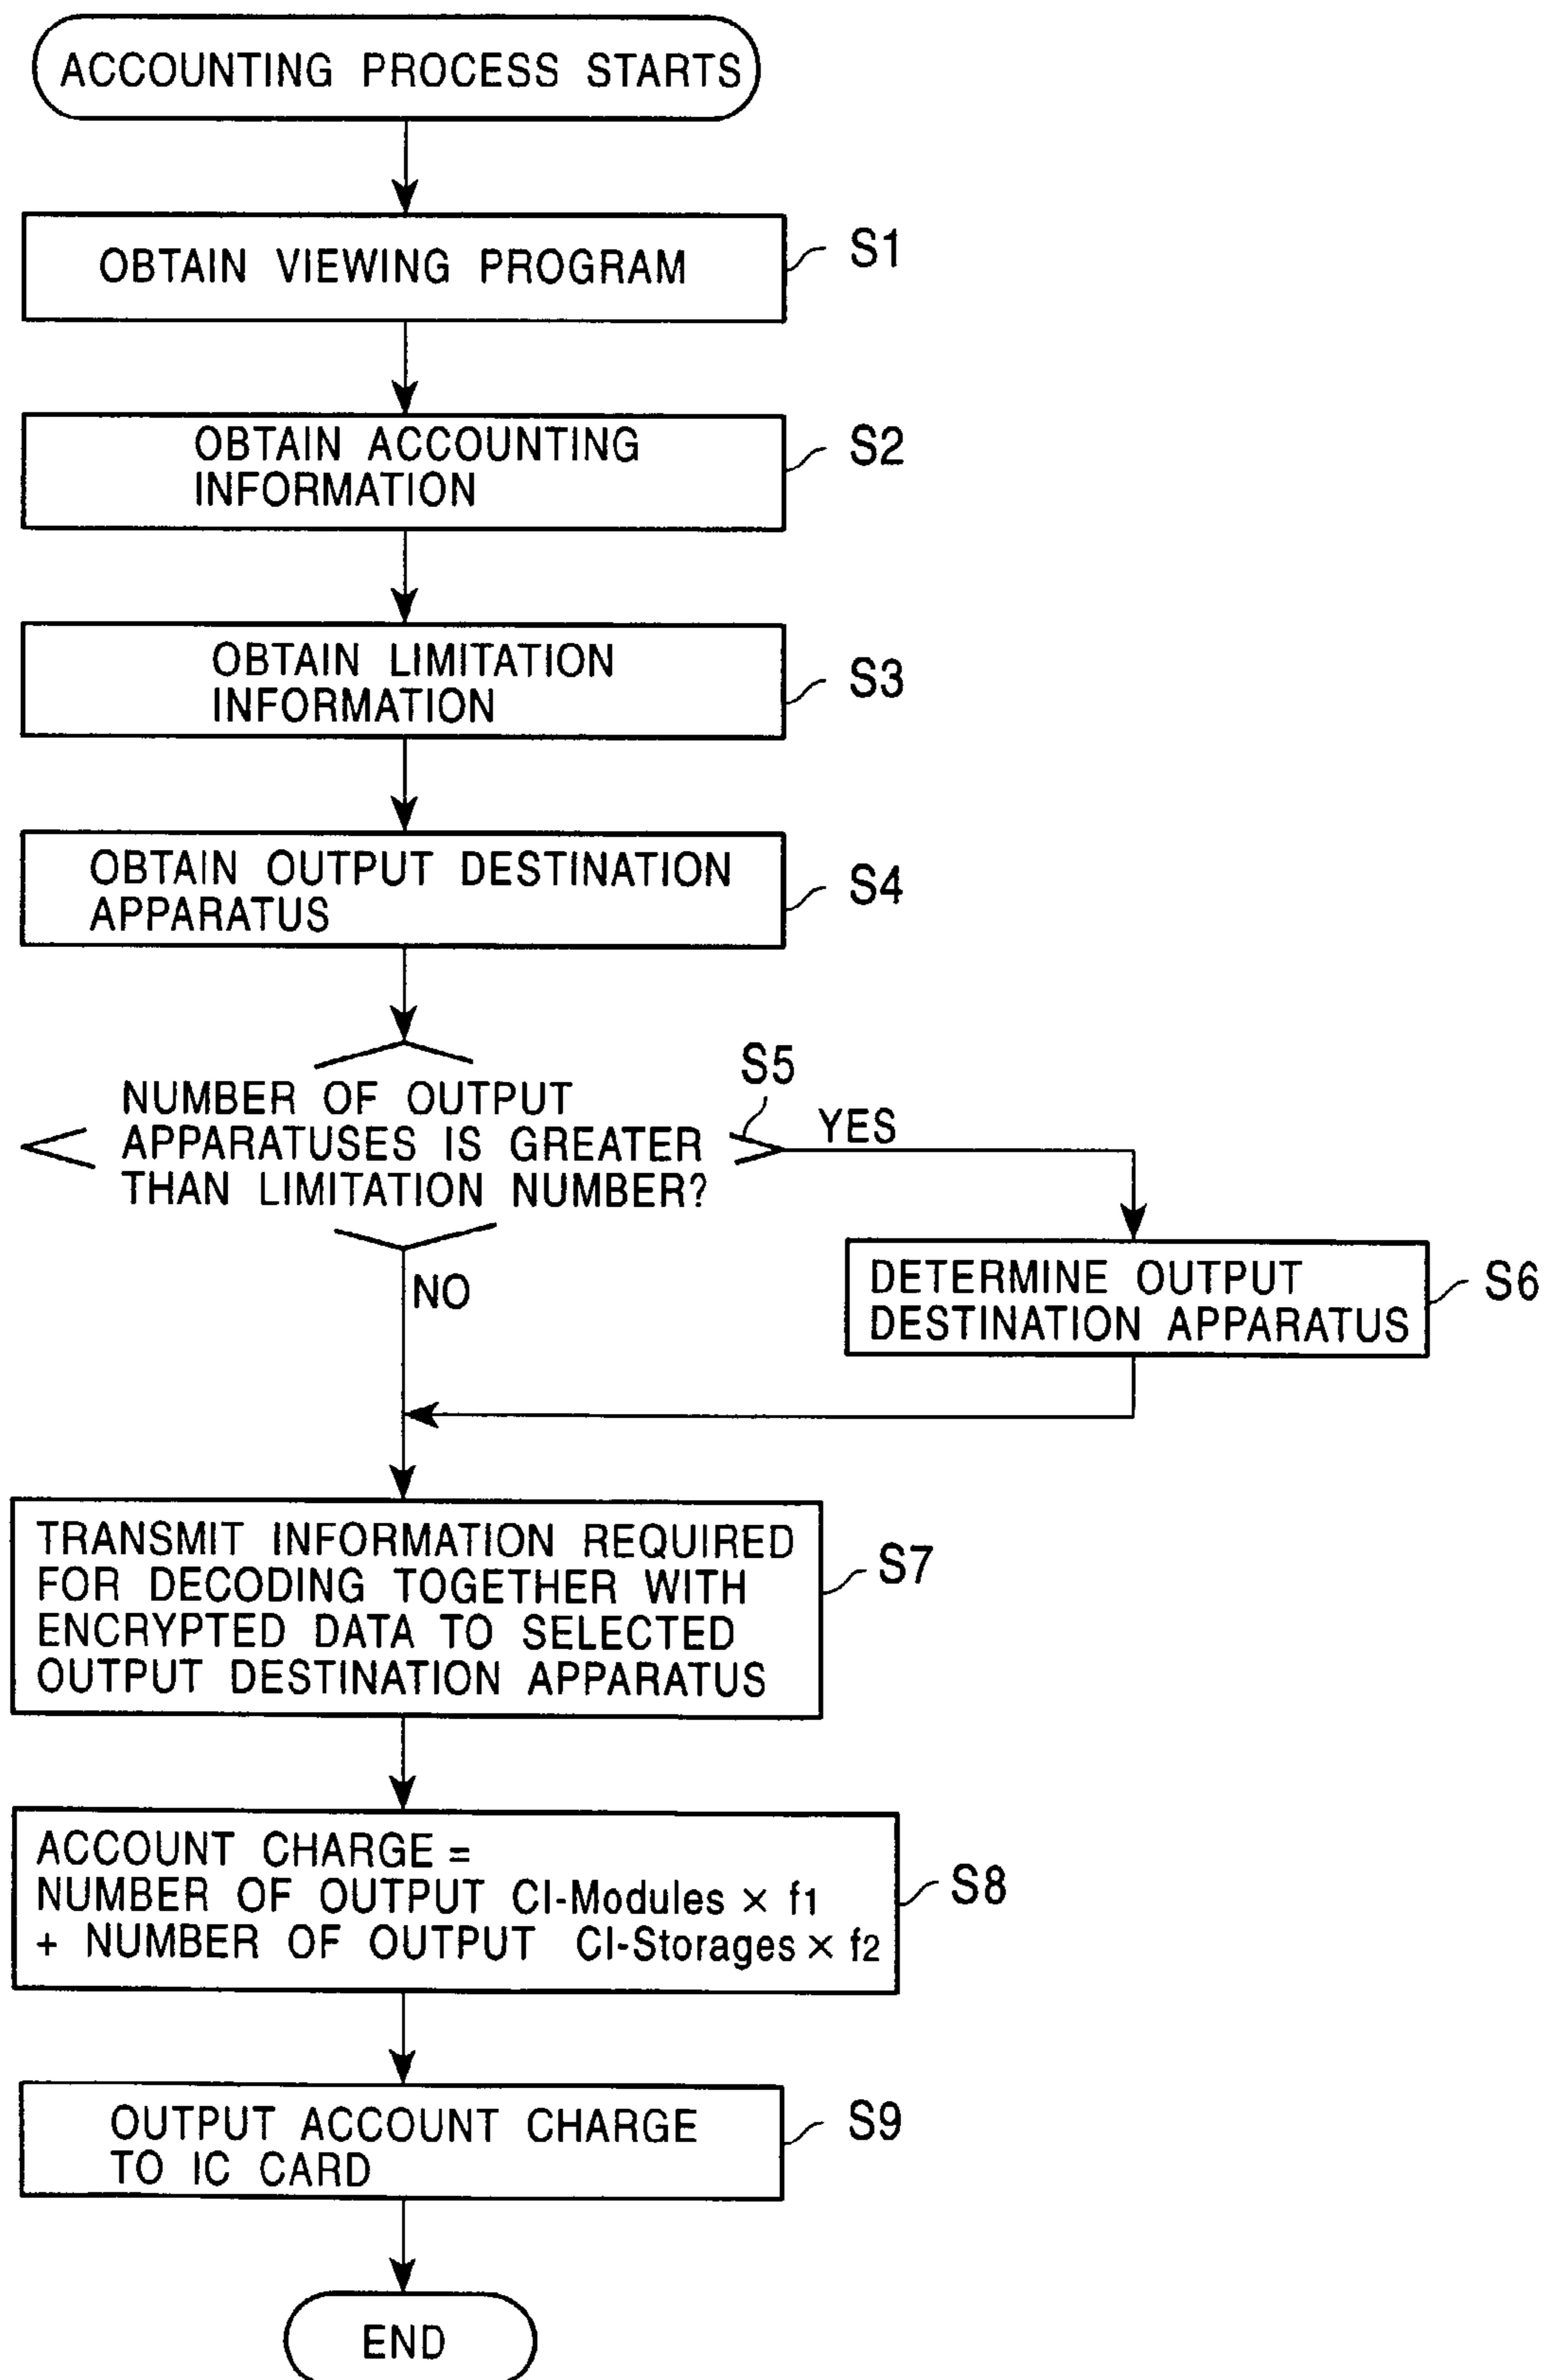 ACCOUNTING PROCESS STARTS
OBTAIN VIEWING PROGRAM
S1
OBTAIN ACCOUNTING
INFORMATION
S2
OBTAIN LIMITATION
INFORMATION
S3
OBTAIN OUTPUT DESTINATION
APPARATUS
S4
NUMBER OF OUTPUT
APPARATUSES IS GREATER
THAN LIMITATION NUMBER?
S5
YES
NO
DETERMINE OUTPUT
DESTINATION APPARATUS
S6
TRANSMIT INFORMATION REQUIRED
FOR DECODING TOGETHER WITH
ENCRYPTED DATA TO SELECTED
OUTPUT DESTINATION APPARATUS
S7
ACCOUNT CHARGE =
NUMBER OF OUTPUT CI-Modules × f1
+ NUMBER OF OUTPUT CI-Storages × f2
S8
OUTPUT ACCOUNT CHARGE
TO IC CARD
S9
END